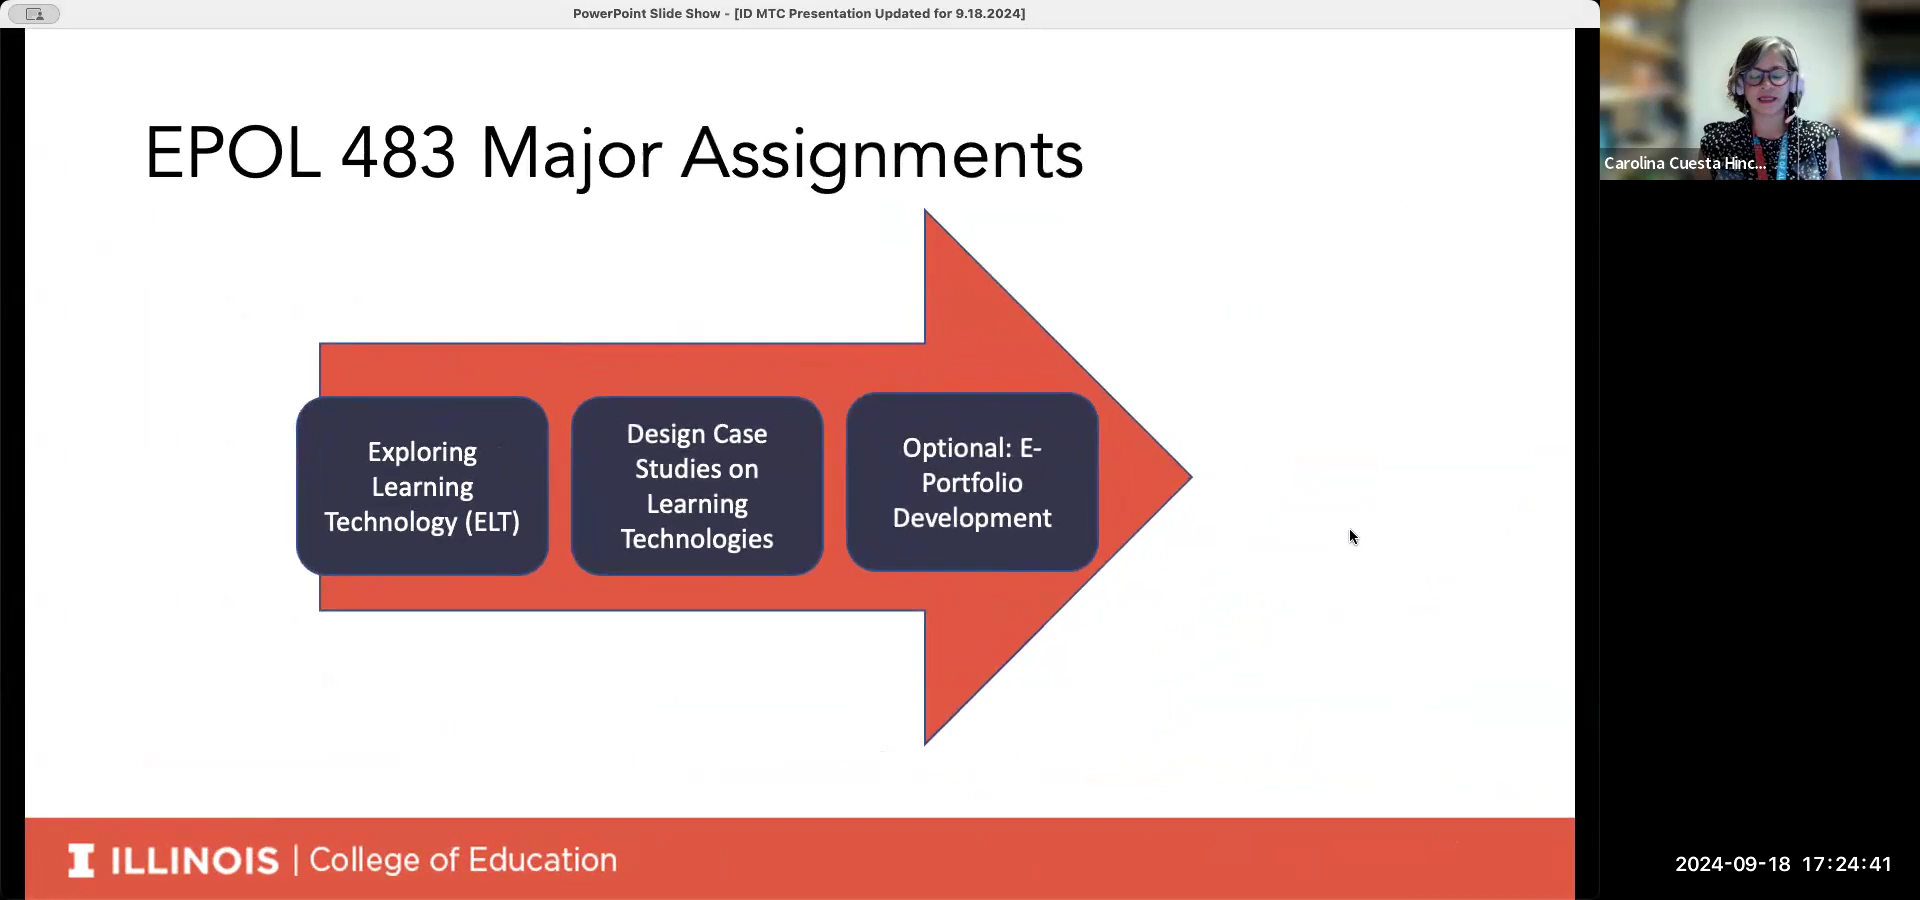 PowerPoint Slide Show - [ID MTC Presentation Updated for 9.18.2024]
EPOL 483 Major Assignments
Exploring
Learning
Technology (ELT)
Design Case
Studies on
Learning
Technologies
Optional: E-
Portfolio
Development
ILLINOIS | College of Education
Carolina Cuesta Hinc...
2024-09-18 17:24:41